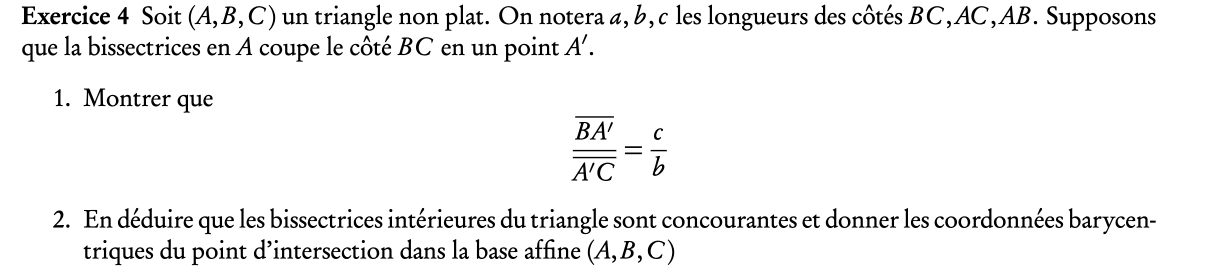 Exercice 4 Soit (A,B,C) un triangle non plat. On notera a,b,c les longueurs des côtés BC,AC,AB. Supposons
que la bissectrices en A coupe le côté BC en un point A′.
1. Montrer que
\frac{\overline{BA'}}{\overline{\overline{A'C}}} = \frac{c}{b}
2. En déduire que les bissectrices intérieures du triangle sont concourantes et donner les coordonnées barycen-
triques du point d'intersection dans la base affine (A,B,C)